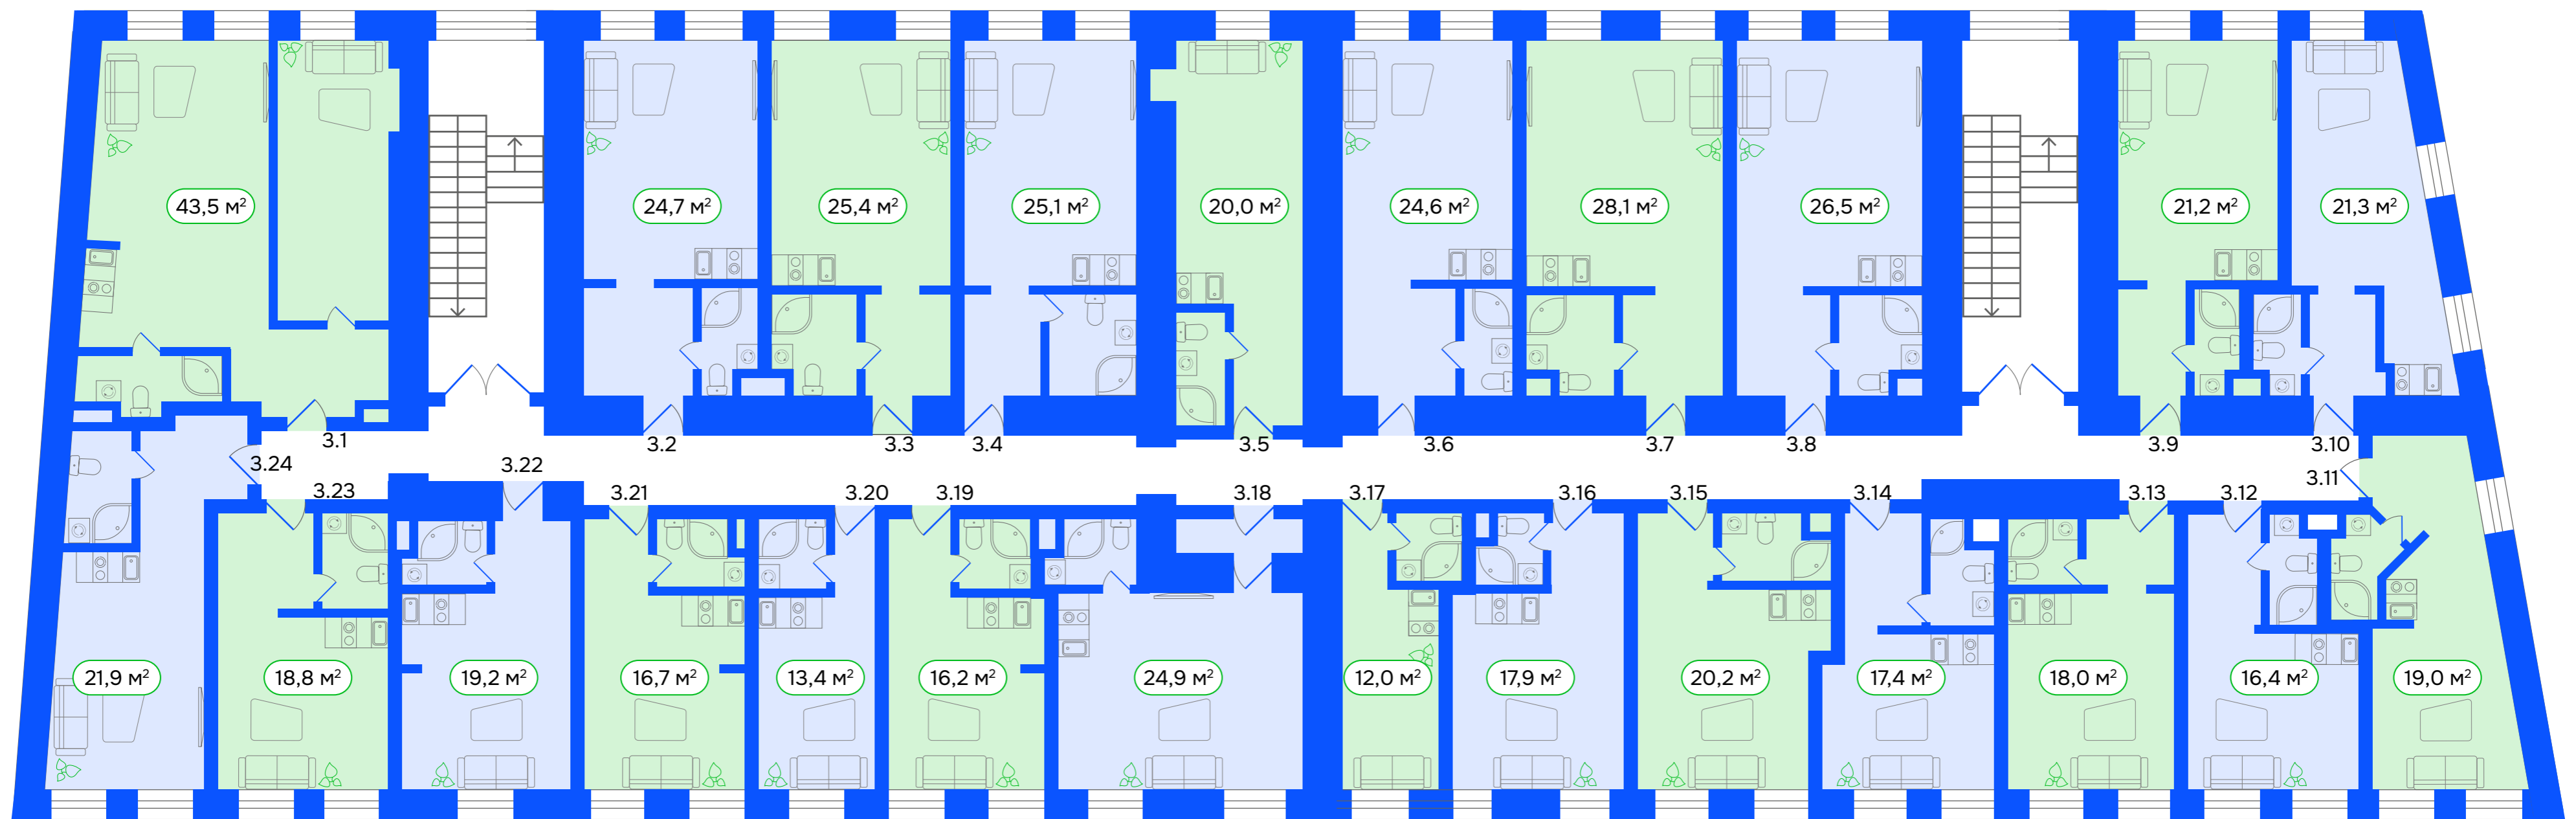 43,5 м²
24,7 м²
25,4 м²
25,1 м²
20,0 м²
24,6 м²
28,1 м²
26,5 м²
21,2 м²
21,3 м²
3.1
3.2
3.3
3.4
3.5
3.6
3.7
3.8
3.9
3.10
3.24
3.22
3.11
3.23
3.21
3.20
3.19
3.18
3.17
3.16
3.15
3.14
3.13
3.12
21,9 м²
18,8 м²
19,2 м²
16,7 м²
13,4 м²
16,2 м²
24,9 м²
12,0 м²
17,9 м²
20,2 м²
17,4 м²
18,0 м²
16,4 м²
19,0 м²